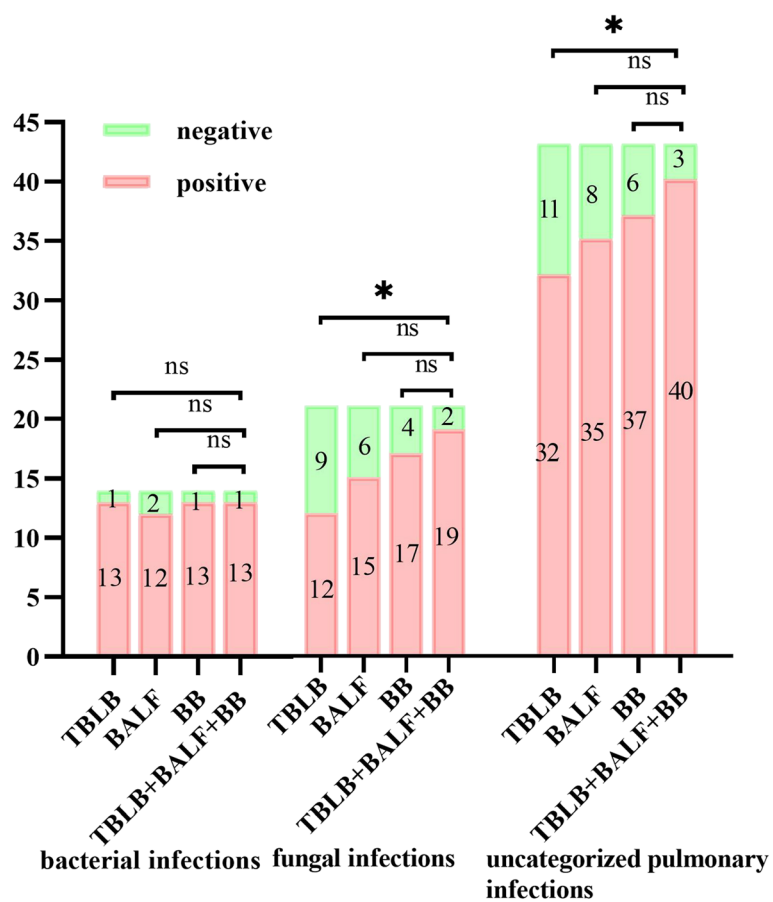 *
ns
ns
45
40
35
30
25
20
15
10
5
0
negative
positive
11
8
6
3
32
35
37
40
*
ns
ns
9
6
4
2
12
15
17
19
ns
ns
ns
1
2
1
1
13
12
13
13
TBLB
BALF
BB
TBLB+BALF+BB
TBLB
BALF
BB
TBLB+BALF+BB
TBLB
BALF
BB
TBLB+BALF+BB
bacterial infections
fungal infections
uncategorized pulmonary
infections